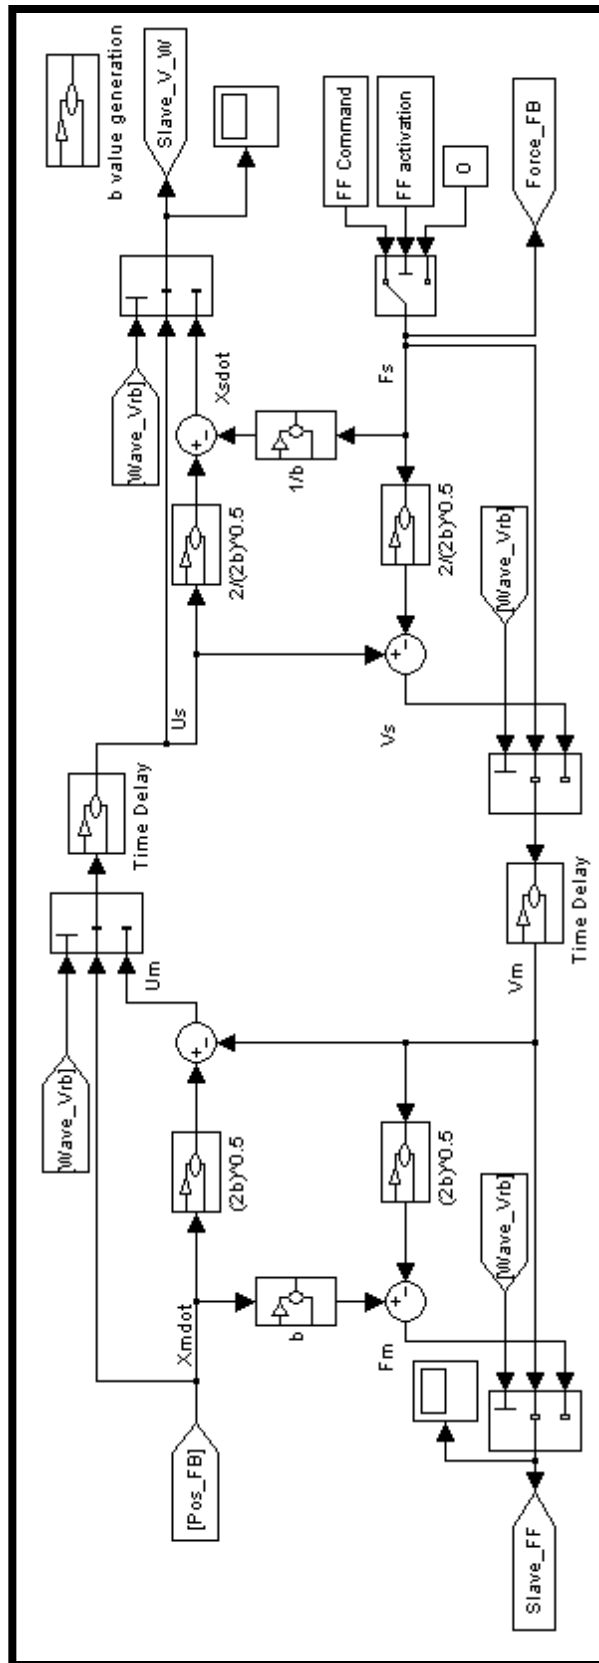 [Pos_FB]
Xmdot
(2b)^0.5
b
Fm
(2b)^0.5
[Wave_Vrb]
Um
+
-
+
-
[Wave_Vrb]
Slave_FF
Vm
Time Delay
Time Delay
Us
Vs
+
-
[Wave_Vrb]
2/(2b)^0.5
2/(2b)^0.5
1/b
+
-
Xsdot
Fs
[Wave_Vrb]
b value generation
Slave_V_W
FF Command
FF activation
0
Force_FB